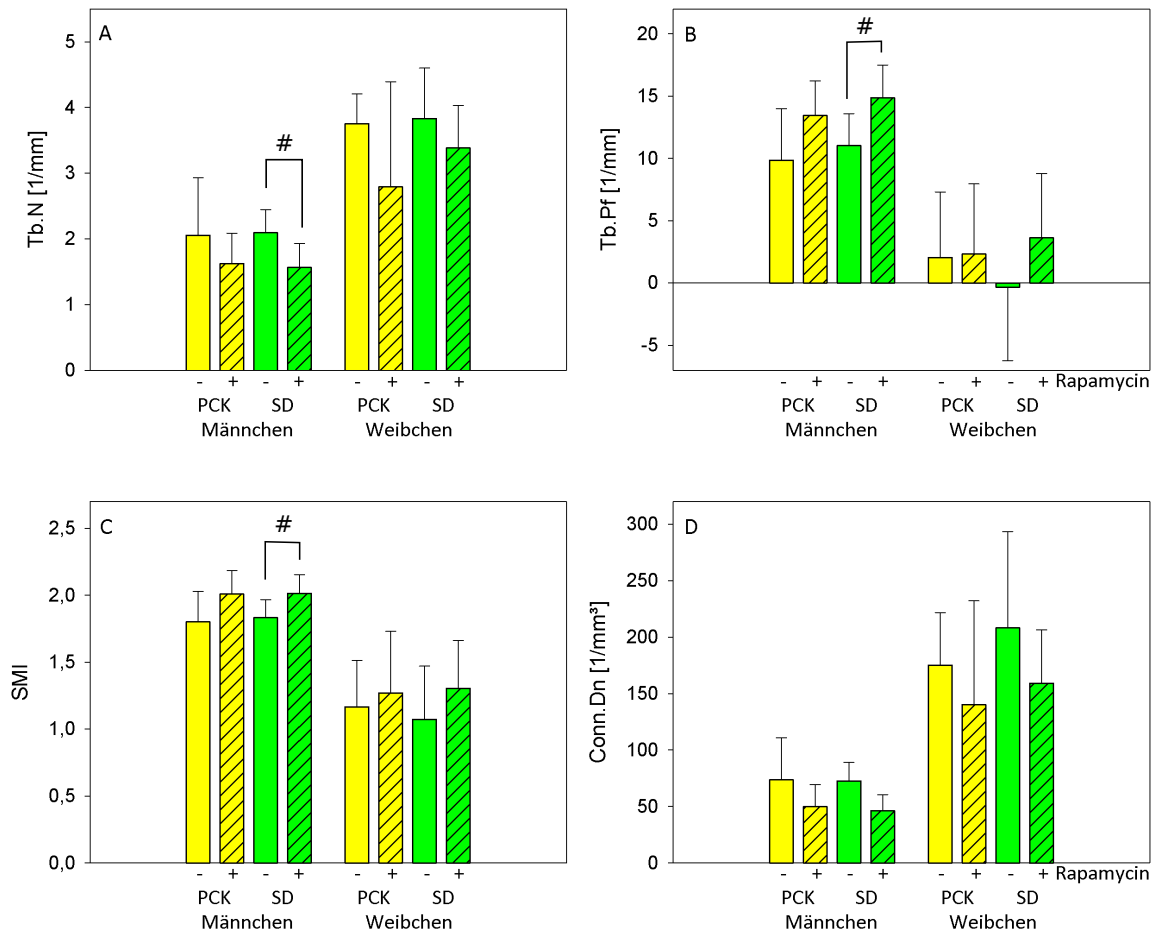 A
#
Tb.N [1/mm]
5
4
3
2
1
0
- + - + - + - +
PCK SD PCK SD
Männchen Weibchen
B
#
Tb.Pf [1/mm]
20
15
10
5
0
-5
- + - + - + - + Rapamycin
PCK SD PCK SD
Männchen Weibchen
C
#
SMI
2,5
2,0
1,5
1,0
0,5
0,0
- + - + - + - +
PCK SD PCK SD
Männchen Weibchen
D
Conn.Dn [1/mm³]
300
250
200
150
100
50
0
- + - + - + - + Rapamycin
PCK SD PCK SD
Männchen Weibchen